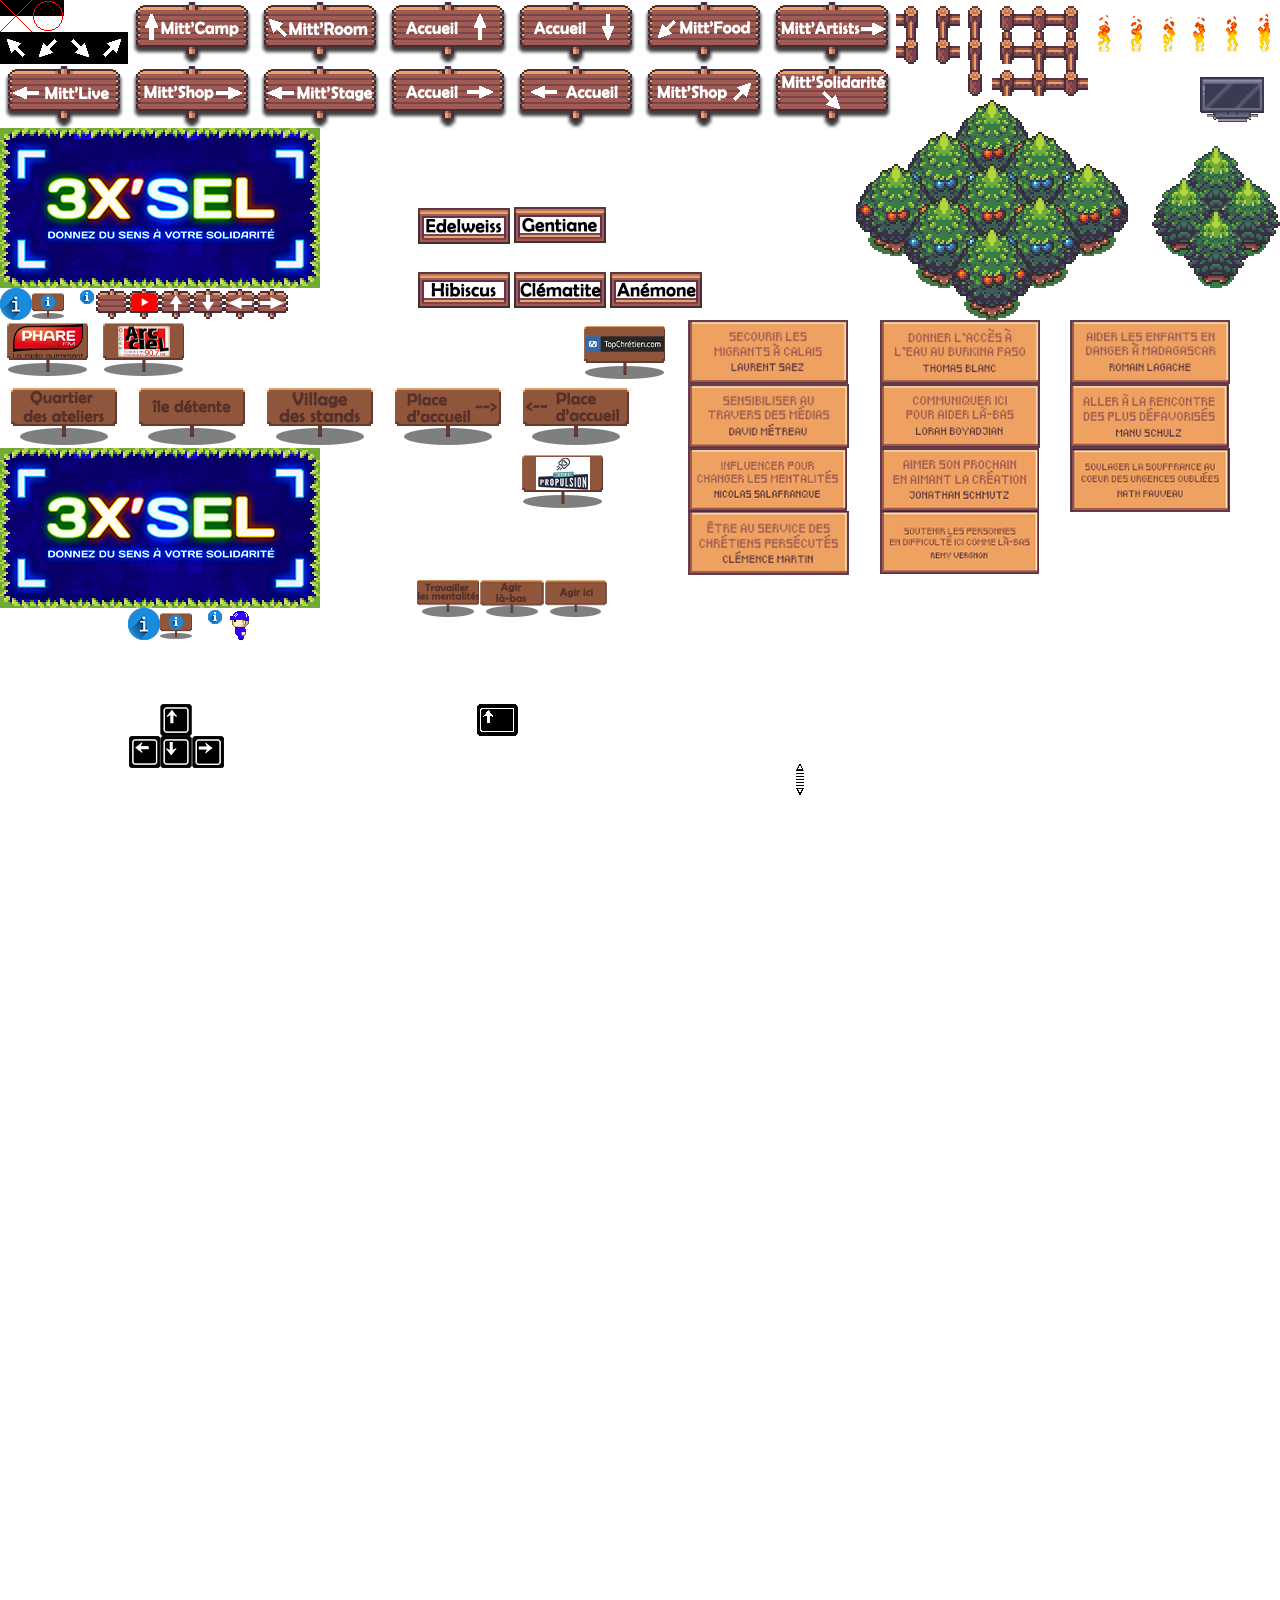 Mitt'Camp
Mitt'Room
Accueil
Accueil
Mitt'Food
Mitt'Artists
Mitt'Live
Mitt'Shop
Mitt'Stage
Accueil
Accueil
Mitt'Shop
Mitt'Solidarité
3X'SEL
DONNEZ DU SENS À VOTRE SOLIDARITÉ
Edelweiss
Gentiane
Hibiscus
Clématite
Anémone
i
i
i
PHARE
FM
La radio autrement
RADIO
ARC en
CIEL
90.7
TopChrétien.com
SECOURIR LES
MIGRANTS À CALAIS
LAURENT SAEZ
DONNER L'ACCÈS À
L'EAU AU BURKINA FASO
THOMAS BLANC
AIDER LES ENFANTS EN
DANGER À MADAGASCAR
ROMAIN LAGACHE
Quartier
des ateliers
île détente
Village
des stands
Place
d'accueil -->
<-- Place
d'accueil
SENSIBILISER AU
TRAVERS DES MÉDIAS
DAVID MÉTREAU
COMMUNIQUER ICI
POUR AIDER LÀ-BAS
LORAH BOYADJIAN
ALLER À LA RENCONTRE
DES PLUS DÉFAVORISÉS
MANU SCHULZ
3X'SEL
DONNEZ DU SENS À VOTRE SOLIDARITÉ
PROPULSION
INFLUENCER POUR
CHANGER LES MENTALITÉS
NICOLAS SALAFRANQUE
AIMER SON PROCHAIN
EN AIMANT LA CRÉATION
JONATHAN SCHMUTZ
SOULAGER LA SOUFFRANCE AU
COEUR DES URGENCES OUBLIÉES
NATH FAUVEAU
ÊTRE AU SERVICE DES
CHRÉTIENS PERSÉCUTÉS
CLÉMENCE MARTIN
SOUTENIR LES PERSONNES
EN DIFFICULTÉ ICI COMME LÀ-BAS
REMY VERGNON
Travailler
les mentalités
Agir
là-bas
Agir ici
i
i
i